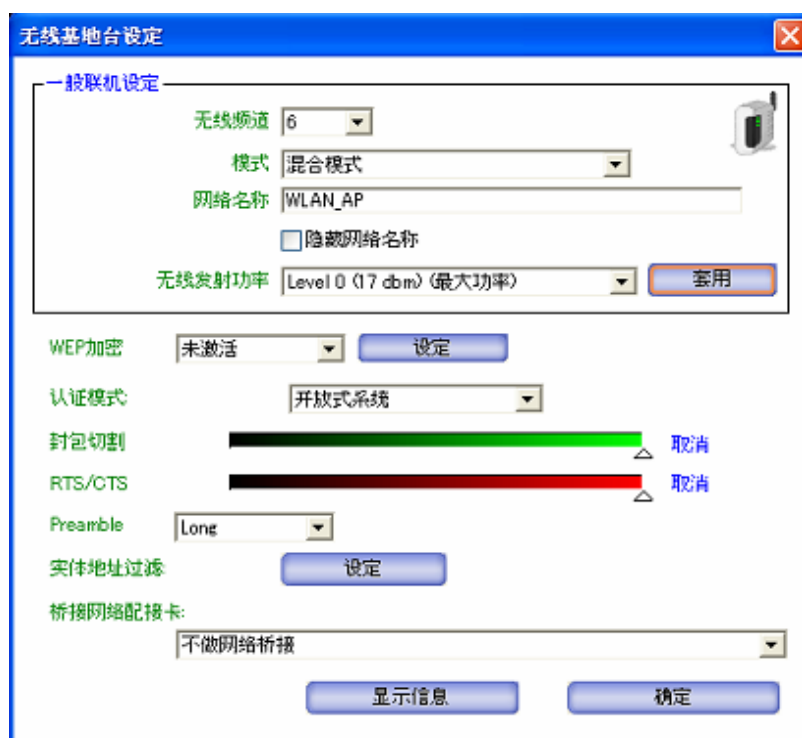 无线基地台设定
一般联机设定
无线频道 6
模式 混合模式
网络名称 WLAN_AP
隐藏网络名称
无线发射功率 Level 0 (17 dbm) (最大功率) 套用
WEP加密 未激活 设定
认证模式: 开放式系统
封包切割 取消
RTS/CTS 取消
Preamble Long
实体地址过滤: 设定
桥接网络配接卡:
不做网络桥接
显示信息 确定